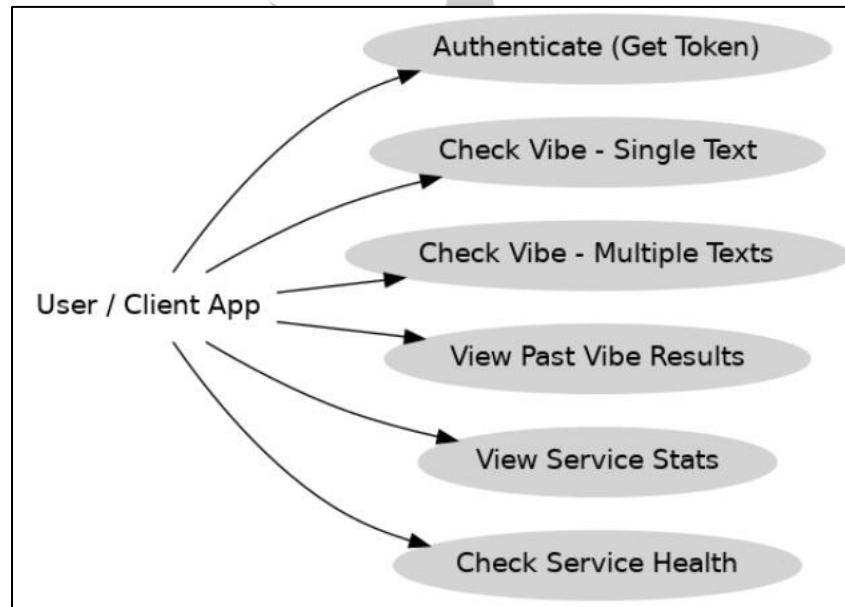 Authenticate (Get Token)
Check Vibe - Single Text
Check Vibe - Multiple Texts
User / Client App
View Past Vibe Results
View Service Stats
Check Service Health